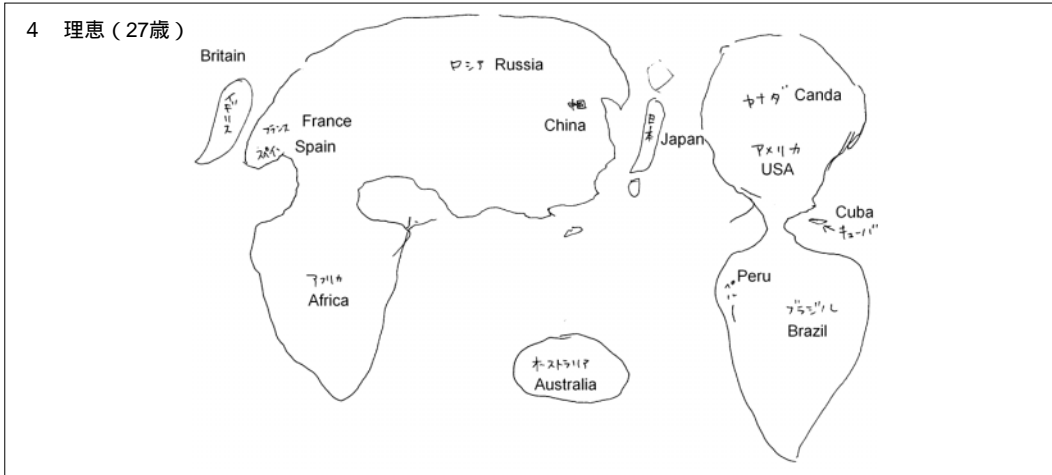 4 理恵（27歳）
Britain
イギリス
ロシア Russia
フランス France
スペイン Spain
中国
China
日本
Japan
カナダ Canda
アメリカ
USA
Cuba
キューバ
アフリカ
Africa
Peru
ペルー
ブラジル
Brazil
オーストラリア
Australia